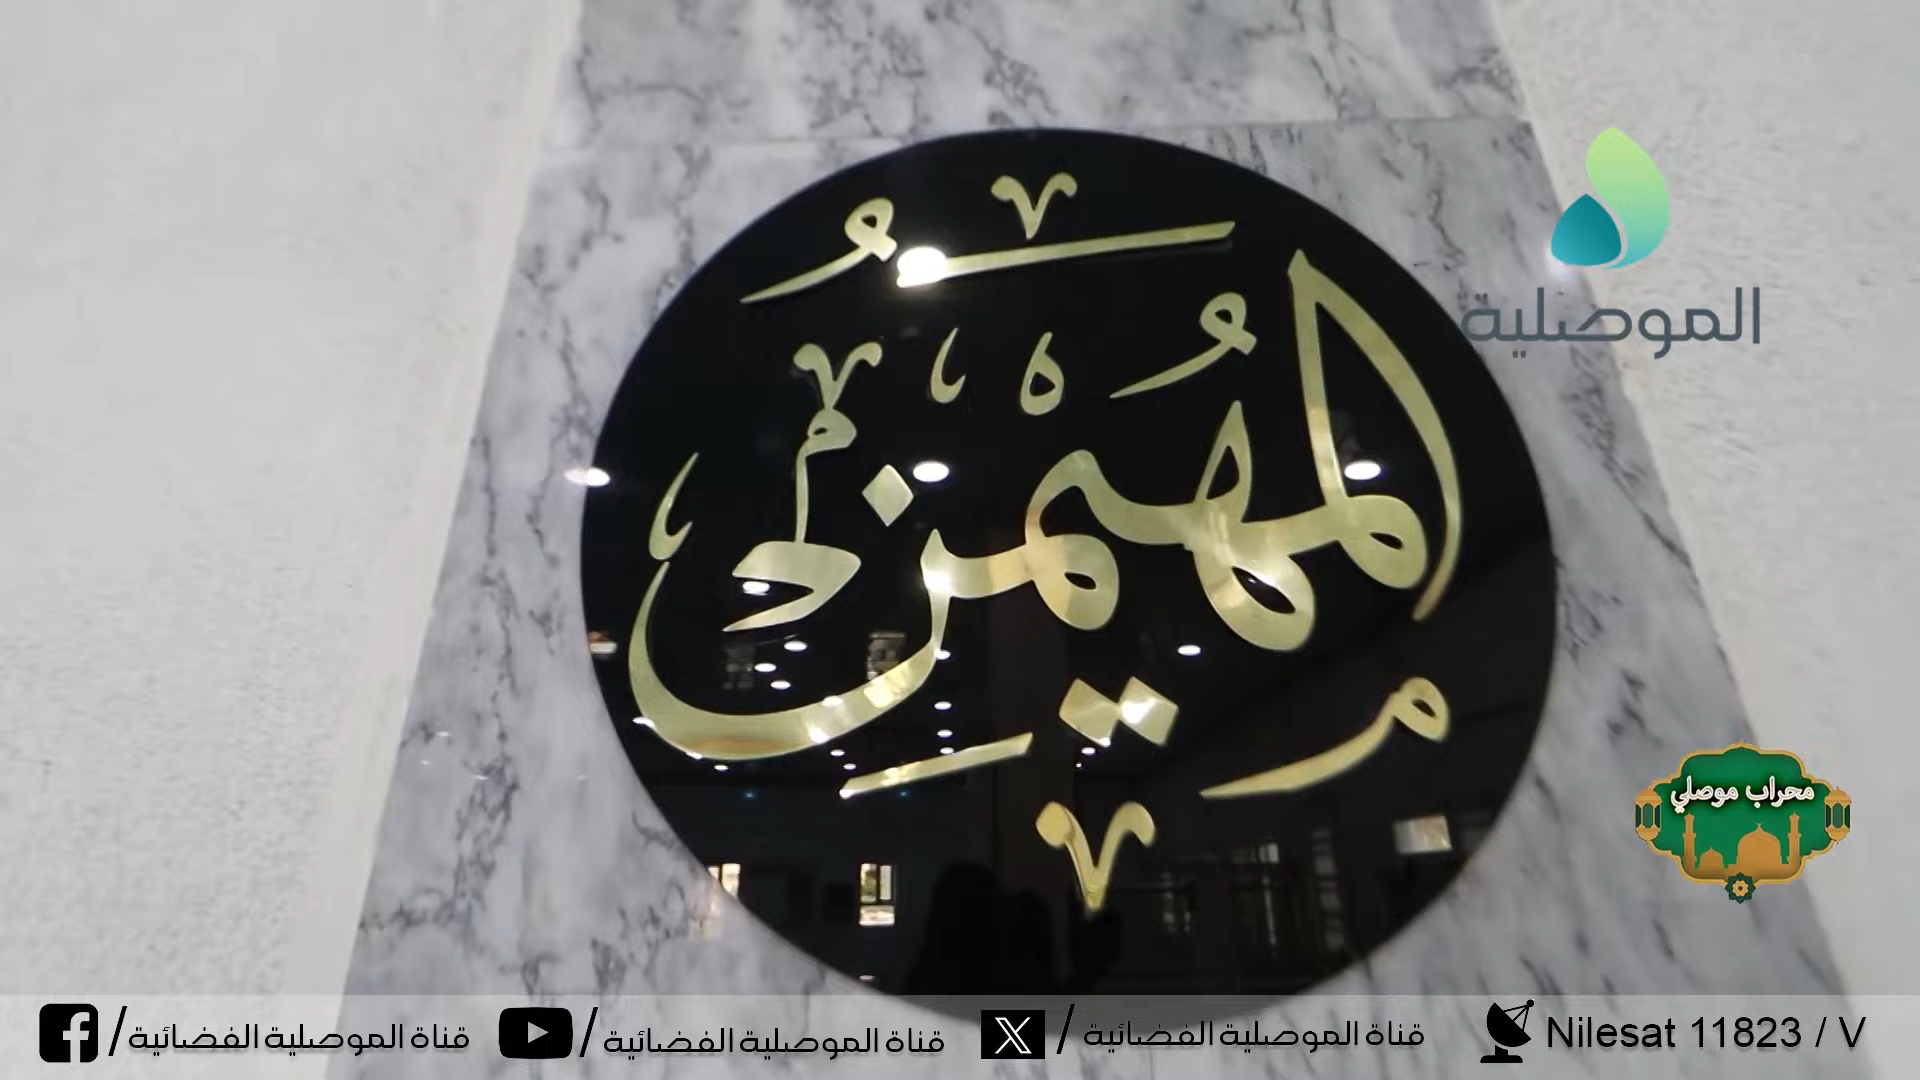 المهيمن
الموصلية
محراب موصلي
/قناة الموصلية الفضائية
/قناة الموصلية الفضائية
/قناة الموصلية الفضائية
Nilesat 11823 / V